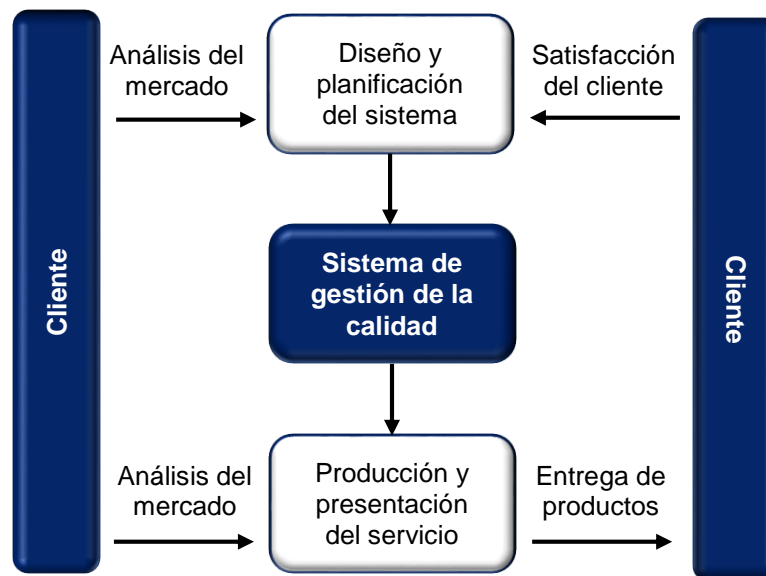 Análisis del
mercado
Diseño y
planificación
del sistema
Satisfacción
del cliente
Cliente
Sistema de
gestión de la
calidad
Cliente
Análisis del
mercado
Producción y
presentación
del servicio
Entrega de
productos